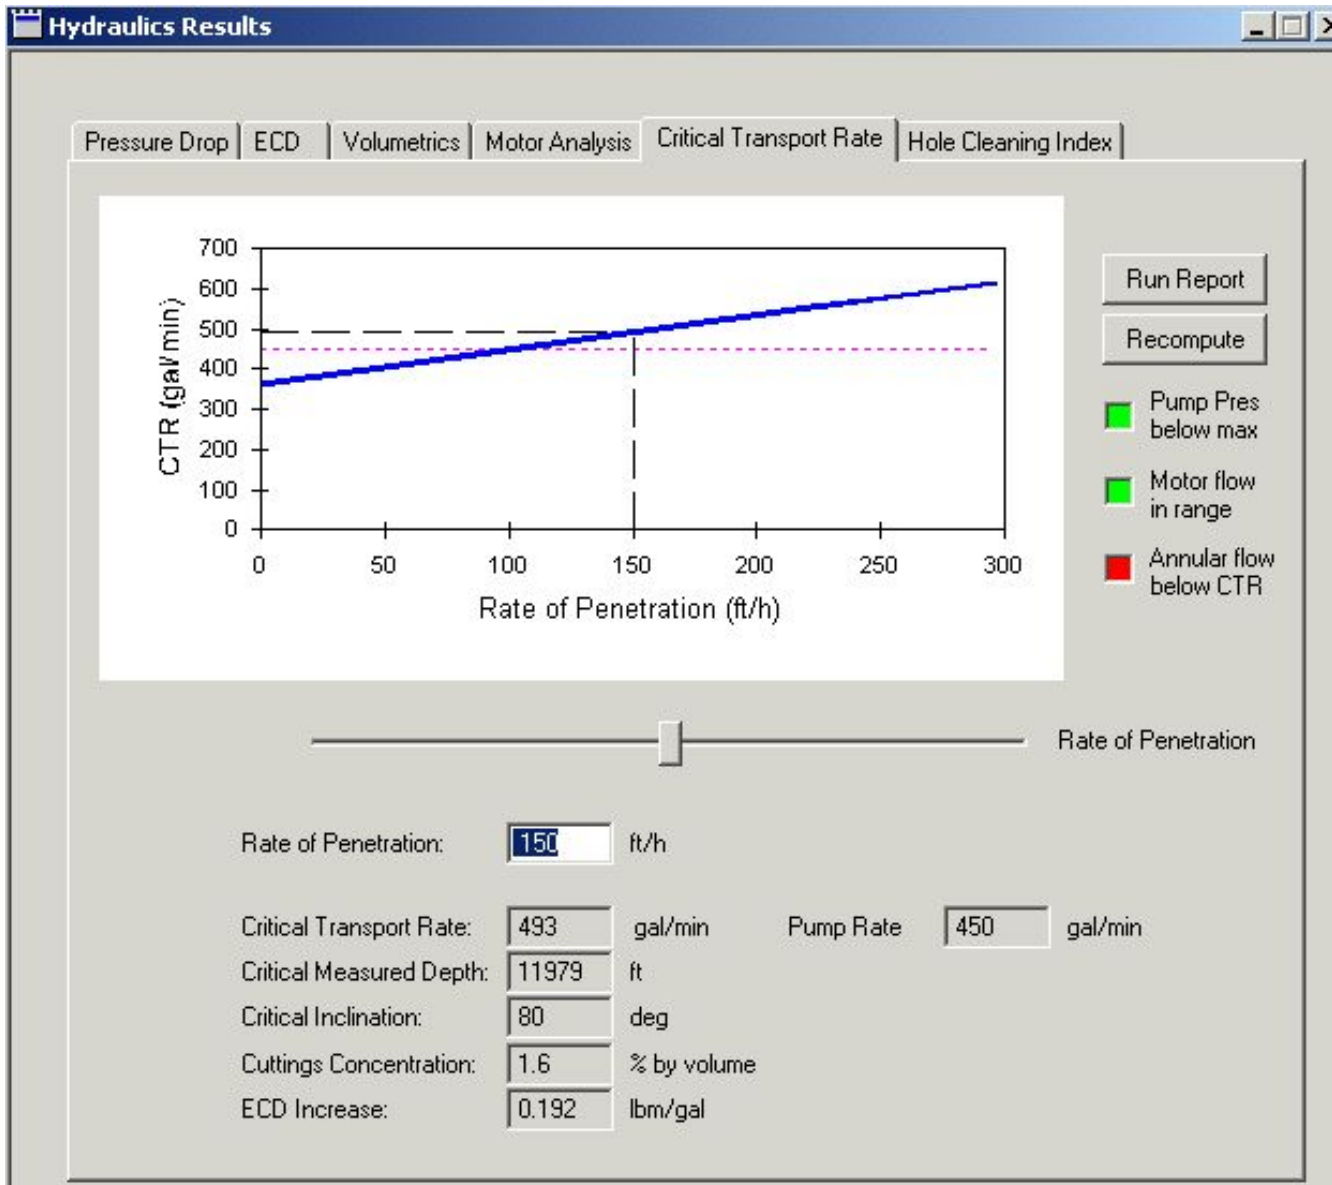 Hydraulics Results
Pressure Drop ECD Volumetrics Motor Analysis Critical Transport Rate Hole Cleaning Index
700
600
500
400
300
200
100
0
CTR (gal/min)
0 50 100 150 200 250 300
Rate of Penetration (ft/h)
Run Report
Recompute
Pump Pres
below max
Motor flow
in range
Annular flow
below CTR
Rate of Penetration
Rate of Penetration: 150 ft/h
Critical Transport Rate: 493 gal/min Pump Rate 450 gal/min
Critical Measured Depth: 11979 ft
Critical Inclination: 80 deg
Cuttings Concentration: 1.6 % by volume
ECD Increase: 0.192 lbm/gal